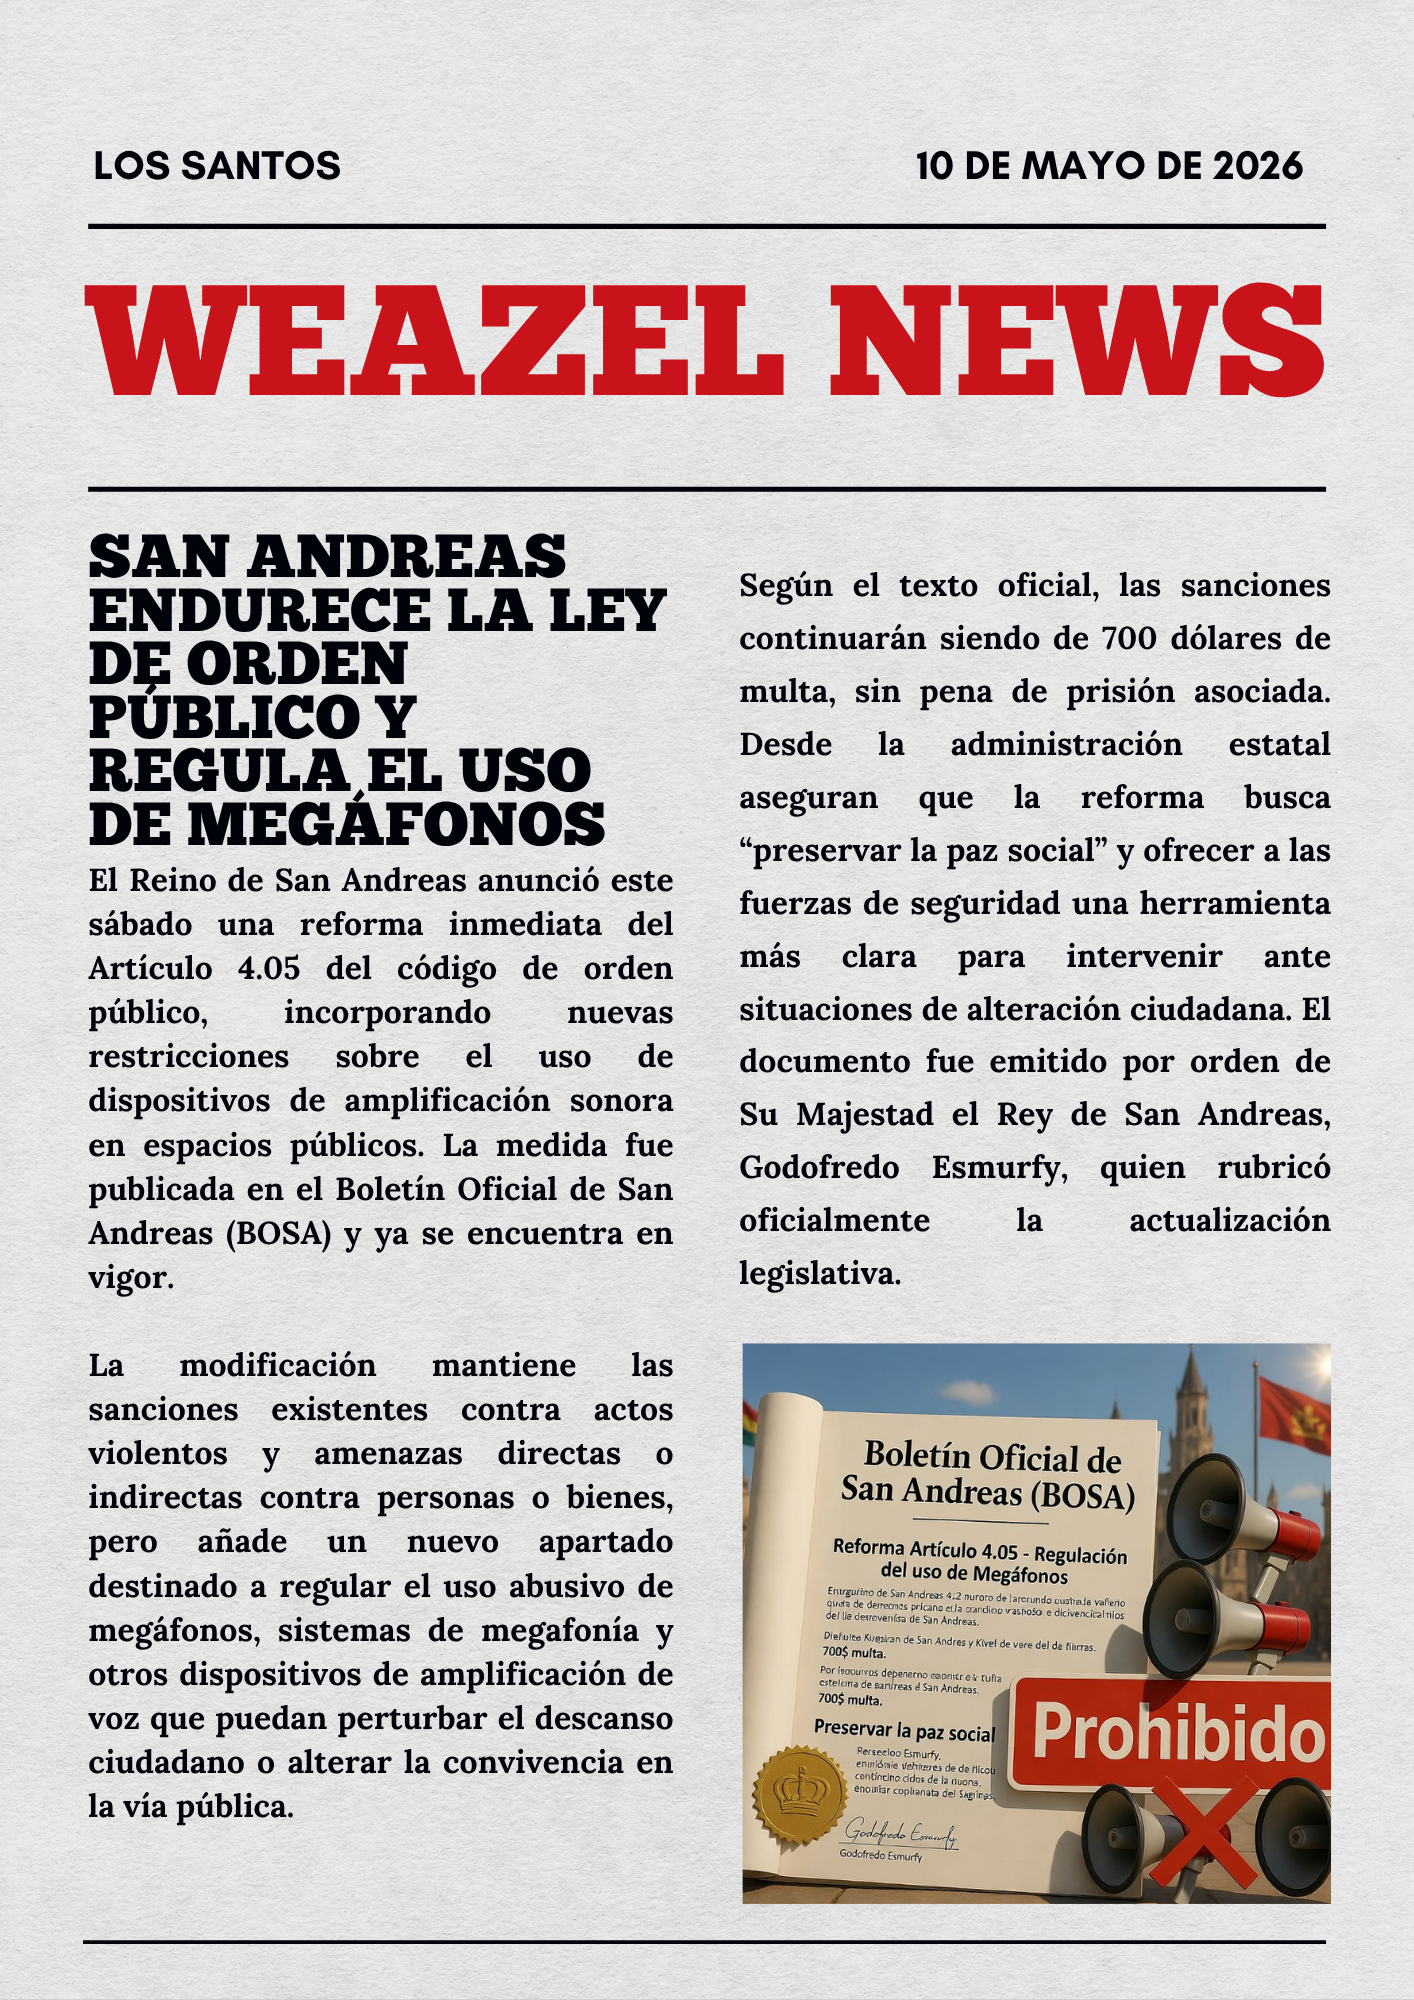 LOS SANTOS
10 DE MAYO DE 2026
WEAZEL NEWS
SAN ANDREAS
ENDURECE LA LEY
DE ORDEN
PÚBLICO Y
REGULA EL USO
DE MEGÁFONOS
El Reino de San Andreas anunció este
sábado una reforma inmediata del
Artículo 4.05 del código de orden
público, incorporando nuevas
restricciones sobre el uso de
dispositivos de amplificación sonora
en espacios públicos. La medida fue
publicada en el Boletín Oficial de San
Andreas (BOSA) y ya se encuentra en
vigor.
La modificación mantiene las
sanciones existentes contra actos
violentos y amenazas directas o
indirectas contra personas o bienes,
pero añade un nuevo apartado
destinado a regular el uso abusivo de
megáfonos, sistemas de megafonía y
otros dispositivos de amplificación de
voz que puedan perturbar el descanso
ciudadano o alterar la convivencia en
la vía pública.
Según el texto oficial, las sanciones
continuarán siendo de 700 dólares de
multa, sin pena de prisión asociada.
Desde la administración estatal
aseguran que la reforma busca
“preservar la paz social” y ofrecer a las
fuerzas de seguridad una herramienta
más clara para intervenir ante
situaciones de alteración ciudadana. El
documento fue emitido por orden de
Su Majestad el Rey de San Andreas,
Godofredo Esmurfy, quien rubricó
oficialmente la actualización
legislativa.
Boletín Oficial de
San Andreas (BOSA)
Reforma Artículo 4.05 - Regulación
del uso de Megáfonos
de San Andreas
de San Andreas.
700$ multa.
San Andreas.
700$ multa.
Preservar la paz social
Esmurfy,
Godofredo Esmurfy
Prohibido